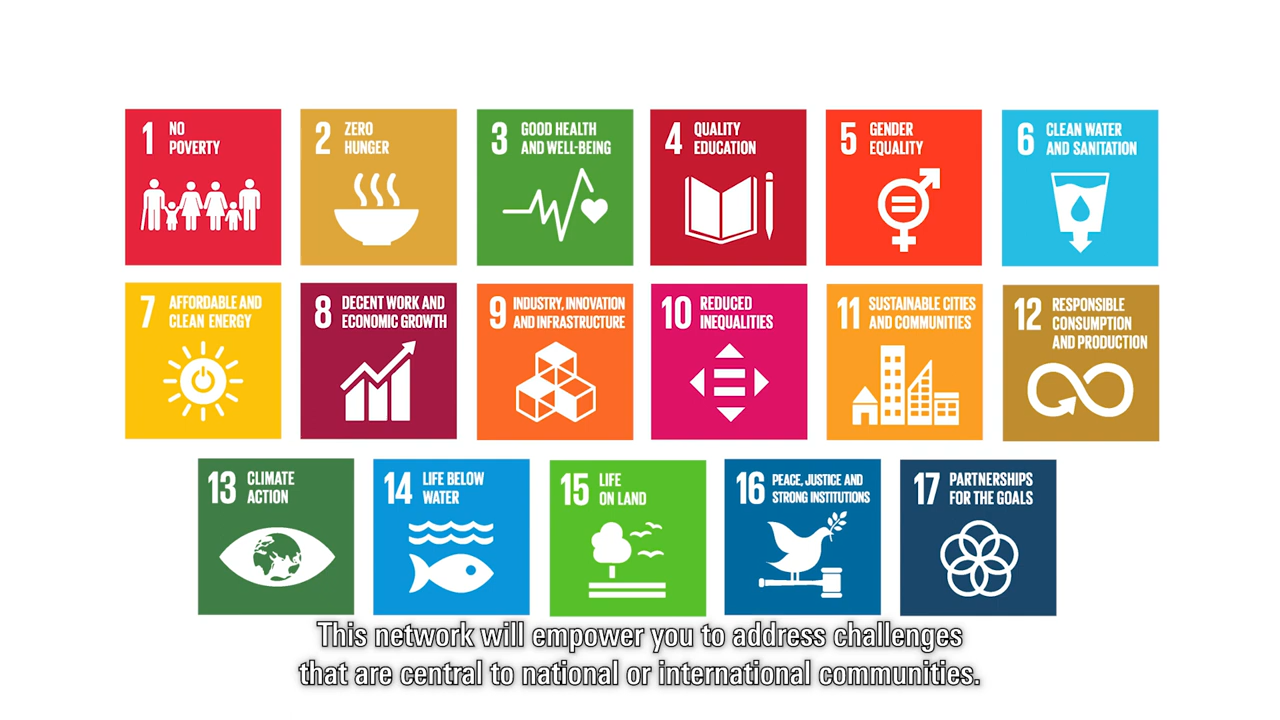 1 NO
POVERTY
2 ZERO
HUNGER
3 GOOD HEALTH
AND WELL-BEING
4 QUALITY
EDUCATION
5 GENDER
EQUALITY
6 CLEAN WATER
AND SANITATION
7 AFFORDABLE AND
CLEAN ENERGY
8 DECENT WORK AND
ECONOMIC GROWTH
9 INDUSTRY, INNOVATION
AND INFRASTRUCTURE
10 REDUCED
INEQUALITIES
11 SUSTAINABLE CITIES
AND COMMUNITIES
12 RESPONSIBLE
CONSUMPTION
AND PRODUCTION
13 CLIMATE
ACTION
14 LIFE BELOW
WATER
15 LIFE
ON LAND
16 PEACE, JUSTICE AND
STRONG INSTITUTIONS
17 PARTNERSHIPS
FOR THE GOALS
This network will empower you to address challenges
that are central to national or international communities.